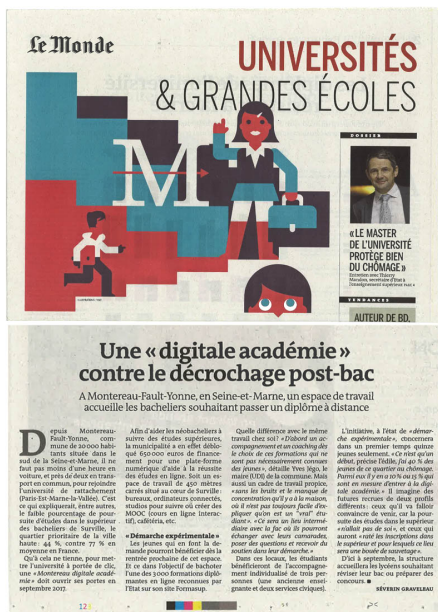 Le Monde
UNIVERSITÉS
& GRANDES ÉCOLES
M
DOSSIER
«LE MASTER
DE L'UNIVERSITÉ
PROTÈGE BIEN
DU CHÔMAGE»
Entretien avec Thierry
Mandon, secrétaire d'Etat à
l'enseignement supérieur
TENDANCES
AUTEUR DE BD,
Une «digitale académie»
contre le décrochage post-bac
A Montereau-Fault-Yonne, en Seine-et-Marne, un espace de travail
accueille les bacheliers souhaitant passer un diplôme à distance
Depuis Montereau-
Fault-Yonne, com-
mune de 20 000 habi-
tants située dans le
sud de la Seine-et-Marne, il ne
faut pas moins d'une heure en
voiture, et près de deux en trans-
port en commun, pour rejoindre
l'université de rattachement
(Paris-Est-Marne-la-Vallée). C'est
ce qui expliquerait, entre autres,
le faible pourcentage de pour-
suite d'études dans le supérieur
des bacheliers de Surville, le
quartier prioritaire de la ville
haute: 44 %, contre 77 % en
moyenne en France.
Qu'à cela ne tienne, pour met-
tre l'université à portée de clic,
une «Montereau digitale acadé-
mie» doit ouvrir ses portes en
septembre 2017.
Afin d'aider les néobacheliers à
suivre des études supérieures,
la municipalité a en effet déblo-
qué 650 000 euros de finance-
ment pour une plate-forme
numérique d'aide à la réussite
des études en ligne. Soit un es-
pace de travail de 450 mètres
carrés situé au cœur de Surville:
bureaux, ordinateurs connectés,
studios pour suivre où créer des
MOOC (cours en ligne interac-
tif), cafétéria, etc.
«Démarche expérimentale»
Les jeunes qui en font la de-
mande pourront bénéficier dès la
rentrée prochaine de cet espace.
Et ce dans l'objectif de bachoter
l'une des 3 000 formations diplô-
mantes en ligne reconnues par
l'Etat sur son site Formasup.
Quelle différence avec le même
travail chez soi? «D'abord un ac-
compagnement et un coaching dès
le choix de ces formations qui ne
sont pas nécessairement connues
des jeunes», détaille Yves Jégo, le
maire (UDI) de la commune. Mais
aussi un cadre de travail propice,
«sans les bruits et le manque de
concentration qu'il y a à la maison,
où il n'est pas toujours facile d'ex-
pliquer qu'on est un "vrai" étu-
diant». «Ce sera un lieu intermé-
diaire avec la fac où ils pourront
échanger avec leurs camarades,
poser des questions et recevoir du
soutien dans leur démarche.»
Dans ces locaux, les étudiants
bénéficieront de l'accompagne-
ment individualisé de trois per-
sonnes (une ancienne ensei-
gnante et deux services civiques).
L'initiative, à l'état de «démar-
che expérimentale», concernera
dans un premier temps quinze
jeunes seulement. «Ce n'est qu'un
début, précise l'édile, j'ai 40 % des
jeunes de ce quartier au chômage.
Parmi eux il y en a 10 % ou 15 % qui
sont en mesure d'entrer à la digi-
tale académie.» Il imagine de
futures recrues de deux profils
différents: ceux qu'il va falloir
convaincre de venir, car la pour-
suite des études dans le supérieur
«n'allait pas de soi», et ceux qui
auront «raté les inscriptions dans
le supérieur et pour lesquels ce lieu
sera une bouée de sauvetage».
D'ici à septembre, la structure
accueillera les lycéens souhaitant
réviser leur bac ou préparer des
concours.
SÉVERIN GRAVELEAU